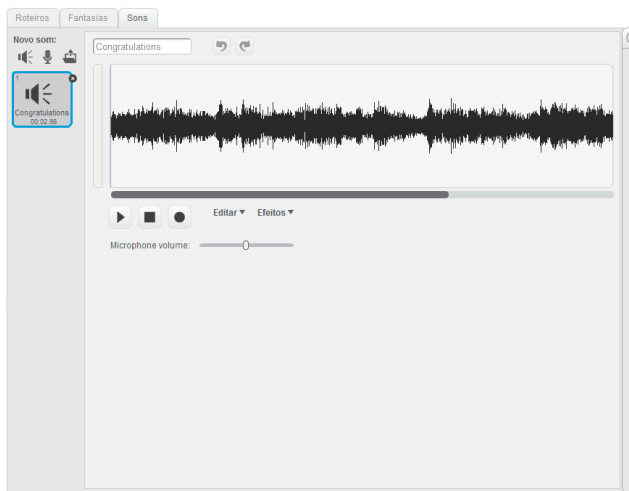 Roteiros
Fantasias
Sons
Novo som:
Congratulations
1
Congratulations
00:02.98
Editar
Efeitos
Microphone volume: